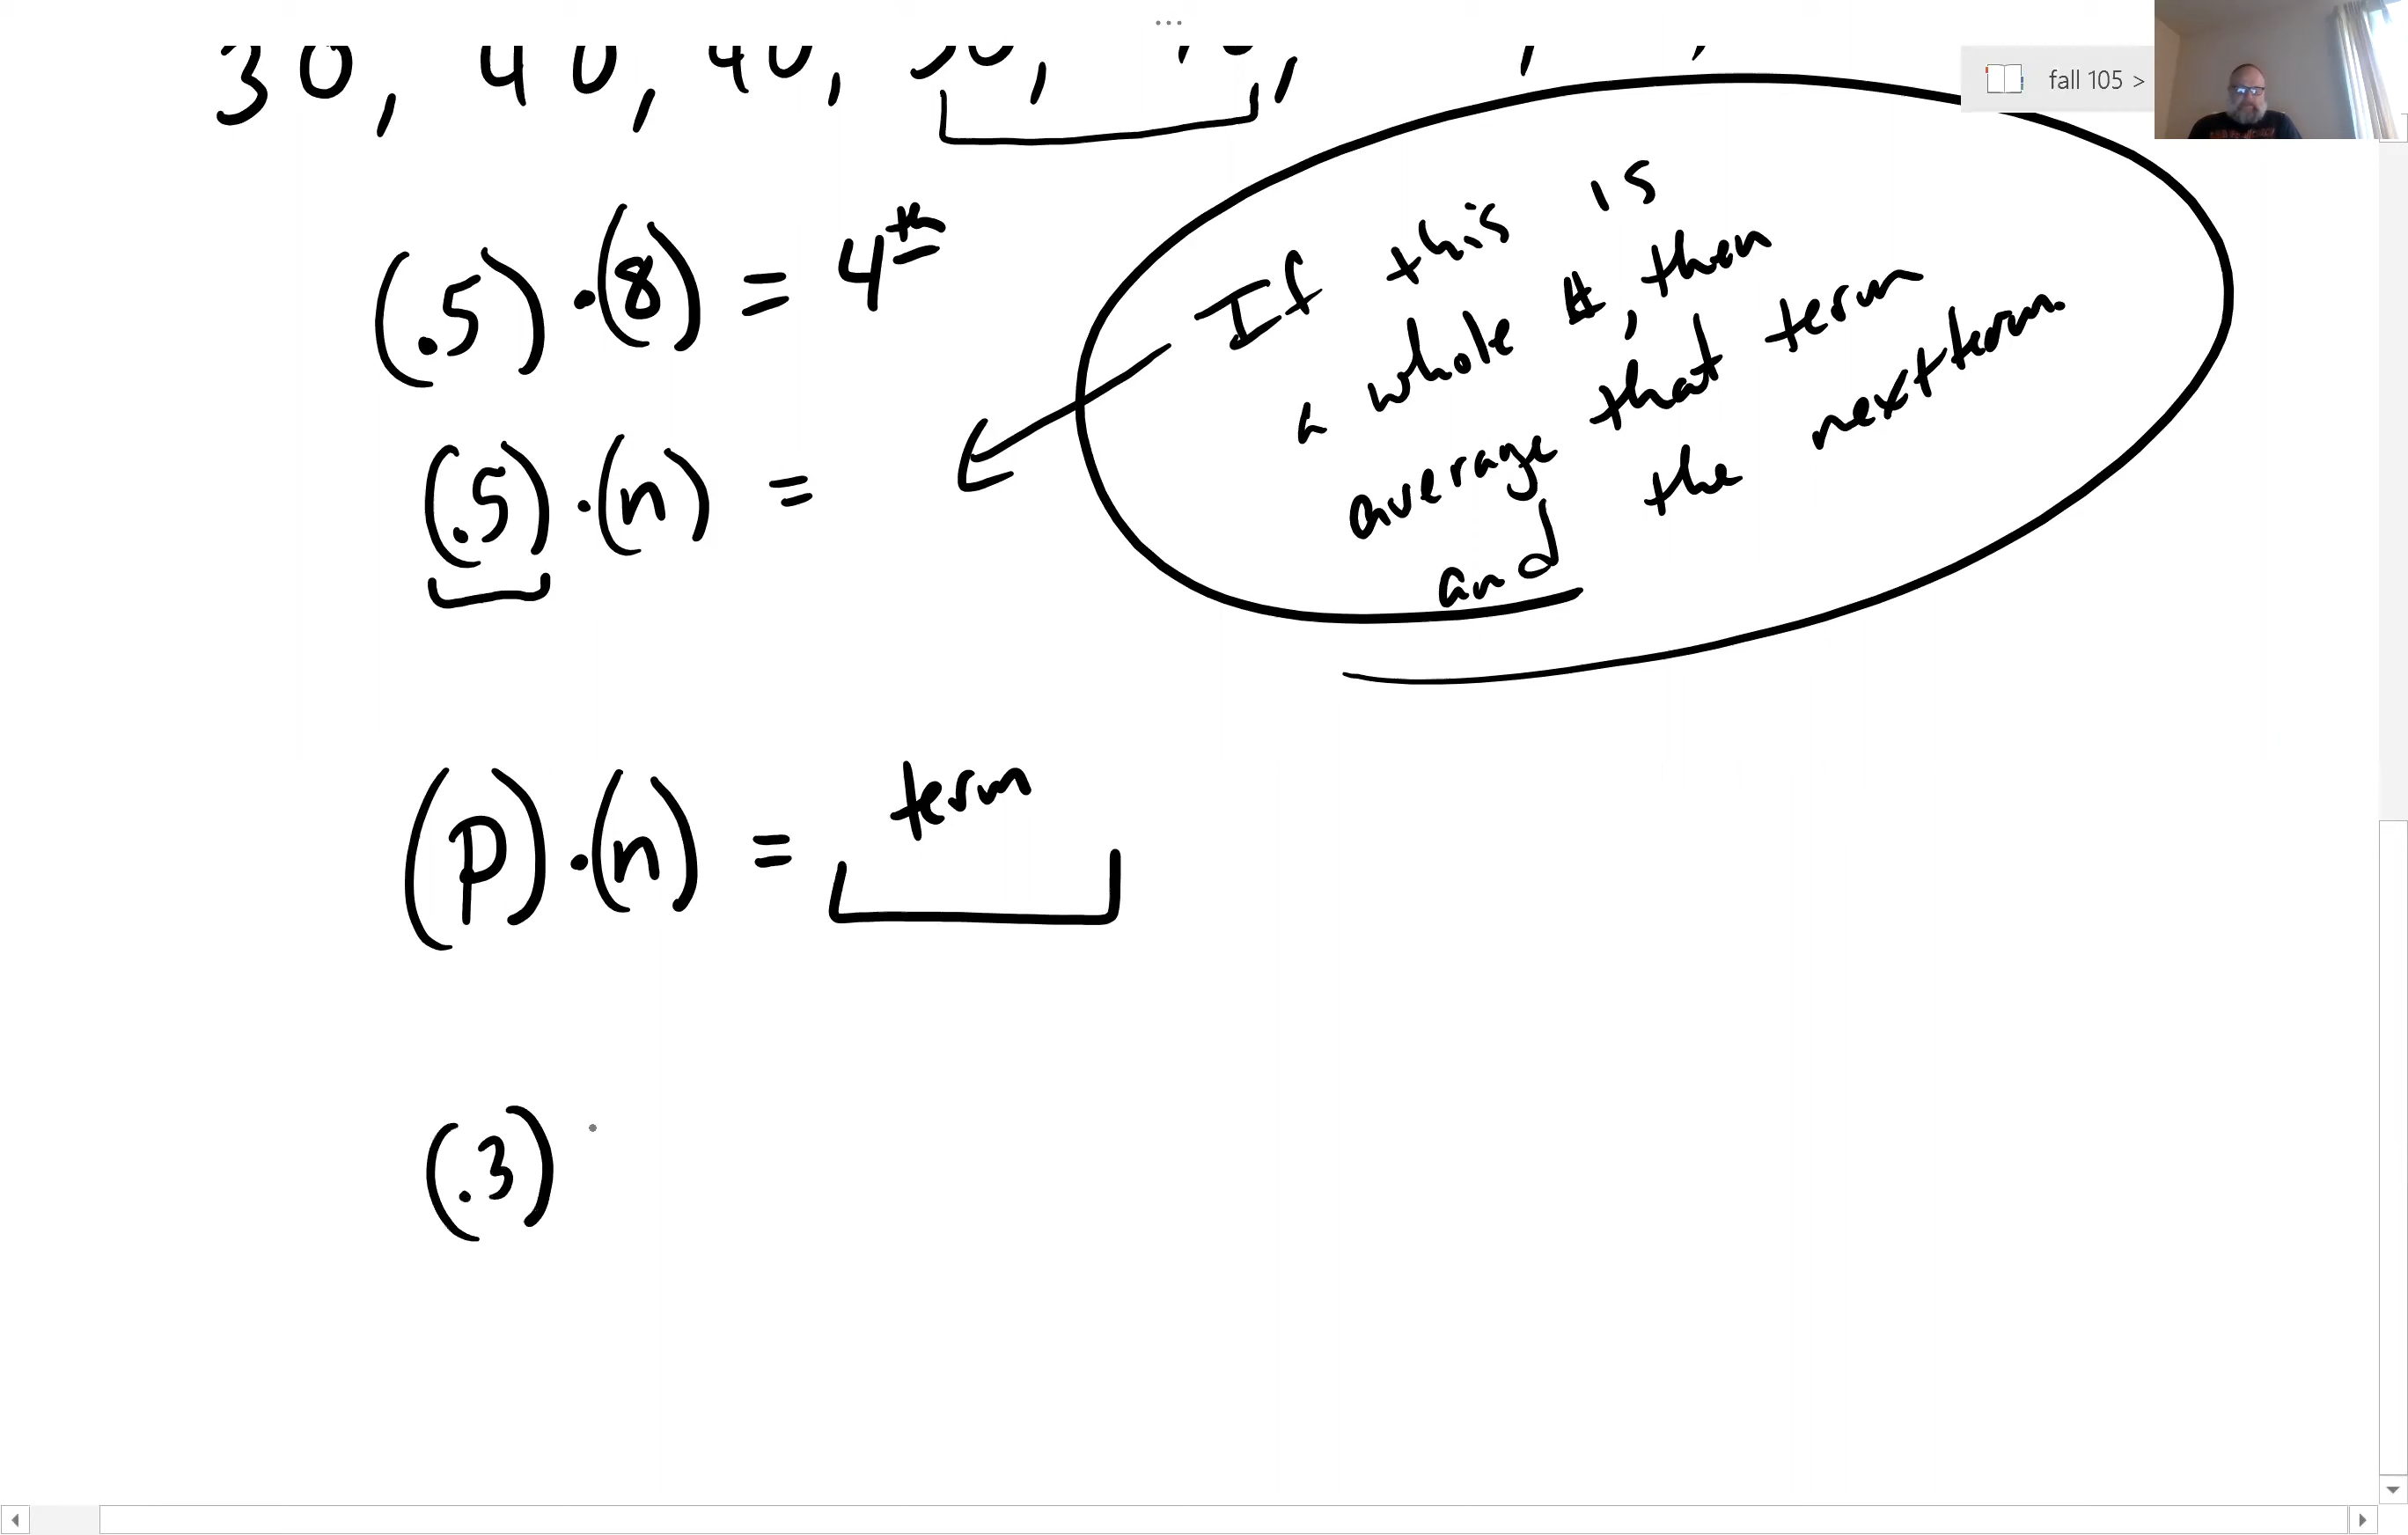 30, 40, 40,
fall 105 >
(.5) · (8) = 4th
If this is
a whole #, then
average that term
and the next term.
(.5) · (n) =
(p) · (n) = term
(.3)